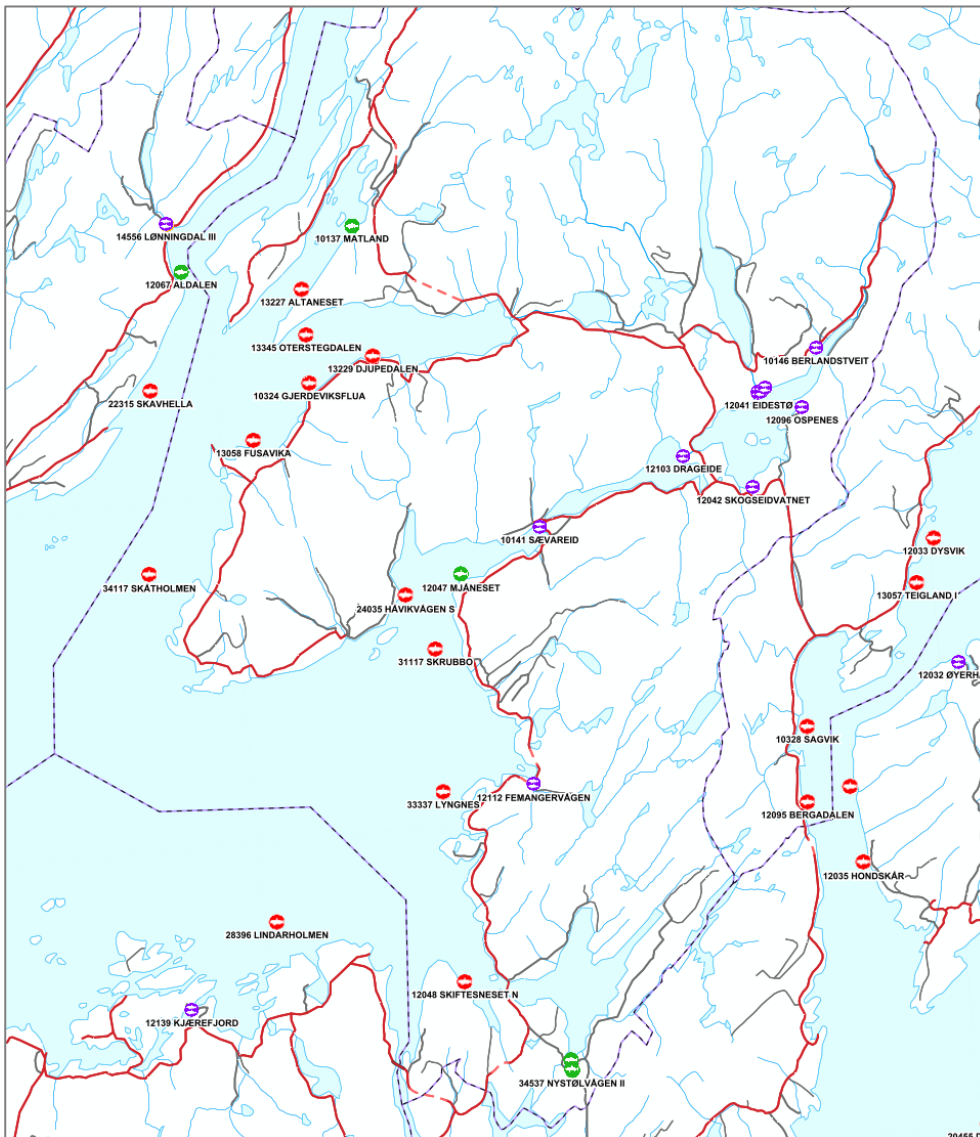 14556 LØNNINGDAL III
10137 MATLAND
12067 ALDALEN
13227 ALTANESET
13345 OTERSTEGDALEN
10146 BERLANDSTVEIT
13229 DJUPEDALEN
22315 SKAVHELLA
10324 GJERDEVIKSFLUA
12041 EIDESTØ
12096 OSPENES
13058 FUSAVIKA
12103 DRAGEIDE
12042 SKOGSEIDVATNET
10141 SÆVAREID
12033 DYSVIK
34117 SKÅTHOLMEN
12047 MJÅNESET
13057 TEIGLAND I
24035 HAVIKVÅGEN S
31117 SKRUBBO
12032 ØYERH
10328 SAGVIK
33337 LYNGNES
12112 FEMANGERVÅGEN
12095 BERGADALEN
12035 HONDSKÅR
28396 LINDARHOLMEN
12048 SKIFTESNESET N
12139 KJÆREFJORD
34537 NYSTØLVÅGEN II